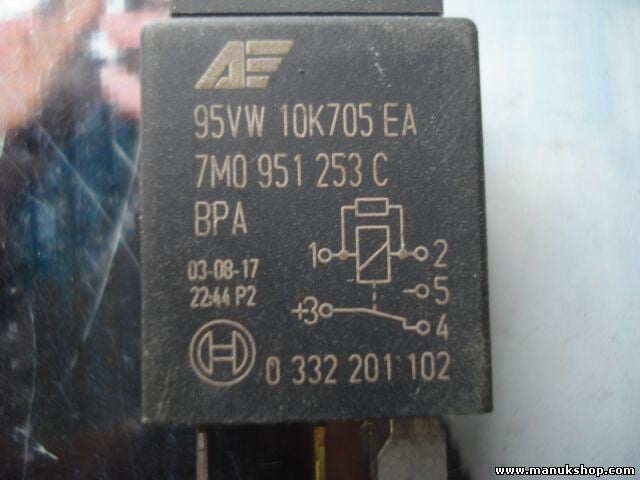 AE
95VW 10K705 EA
7M0 951 253 C
BPA
1 2
03-08-17
5
22:44 P2
+3 4
0 332 201 102
www.manukshop.com